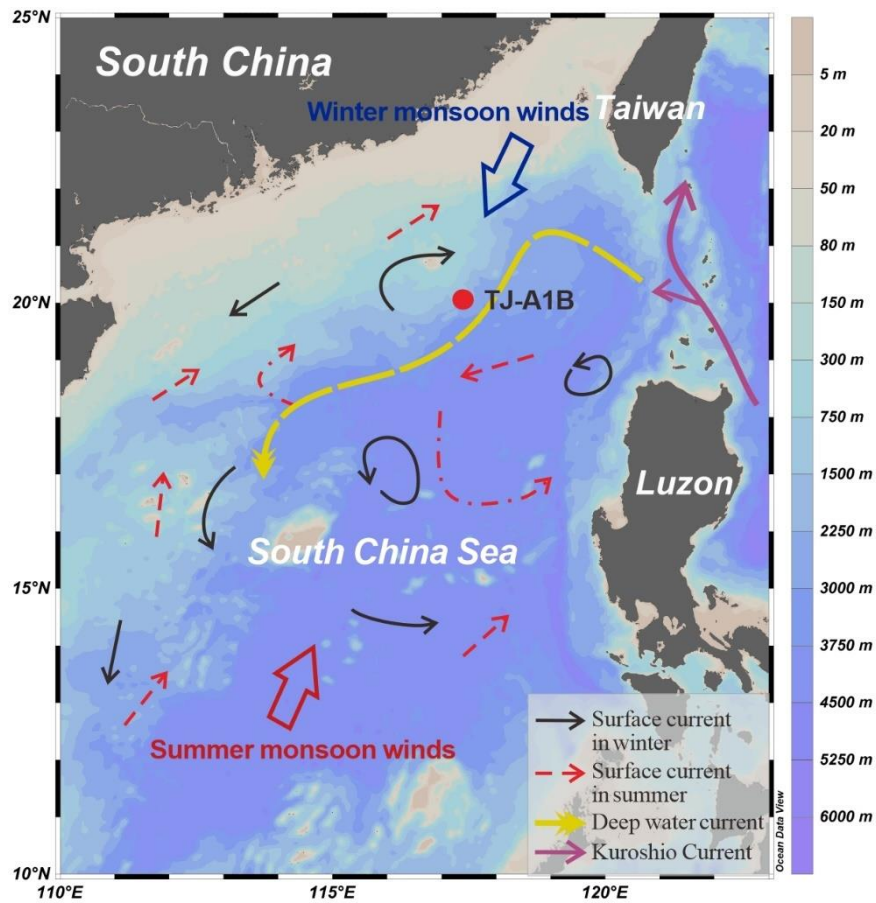 25°N
South China
5 m
Winter monsoon winds
Taiwan
20 m
50 m
80 m
20°N
TJ-A1B
150 m
300 m
750 m
1500 m
Luzon
2250 m
South China Sea
15°N
3000 m
3750 m
4500 m
Summer monsoon winds
Surface current
in winter
5250 m
Surface current
in summer
6000 m
Deep water current
Kuroshio Current
Ocean Data View
10°N
110°E
115°E
120°E